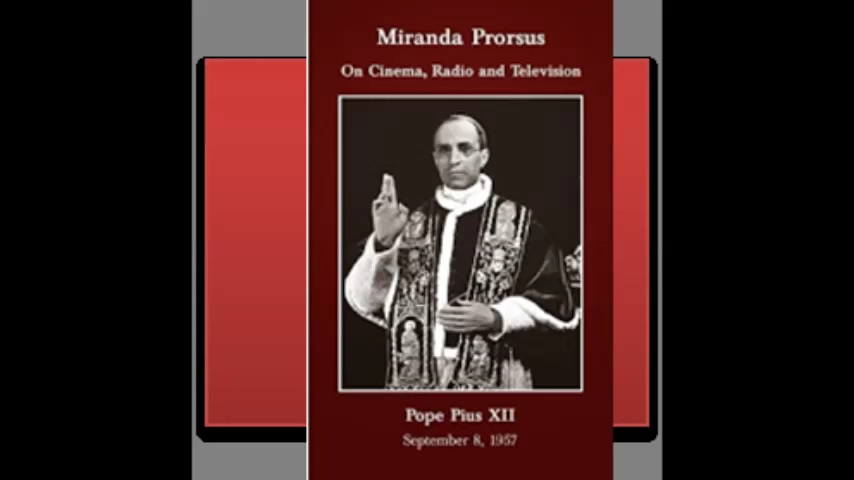 Miranda Prorsus
On Cinema, Radio and Television
Pope Pius XII
September 8, 1957